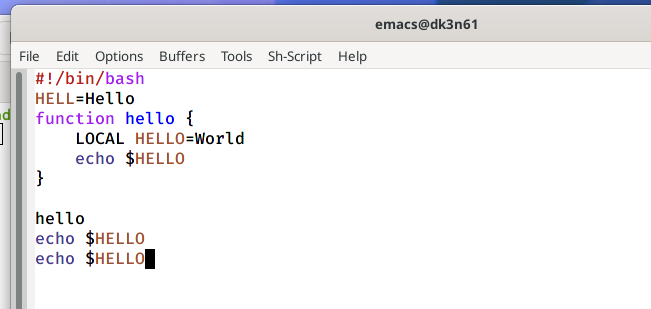 emacs@dk3n61
File Edit Options Buffers Tools Sh-Script Help
#!/bin/bash
HELL=Hello
function hello {
    LOCAL HELLO=World
    echo $HELLO
}
hello
echo $HELLO
echo $HELLO